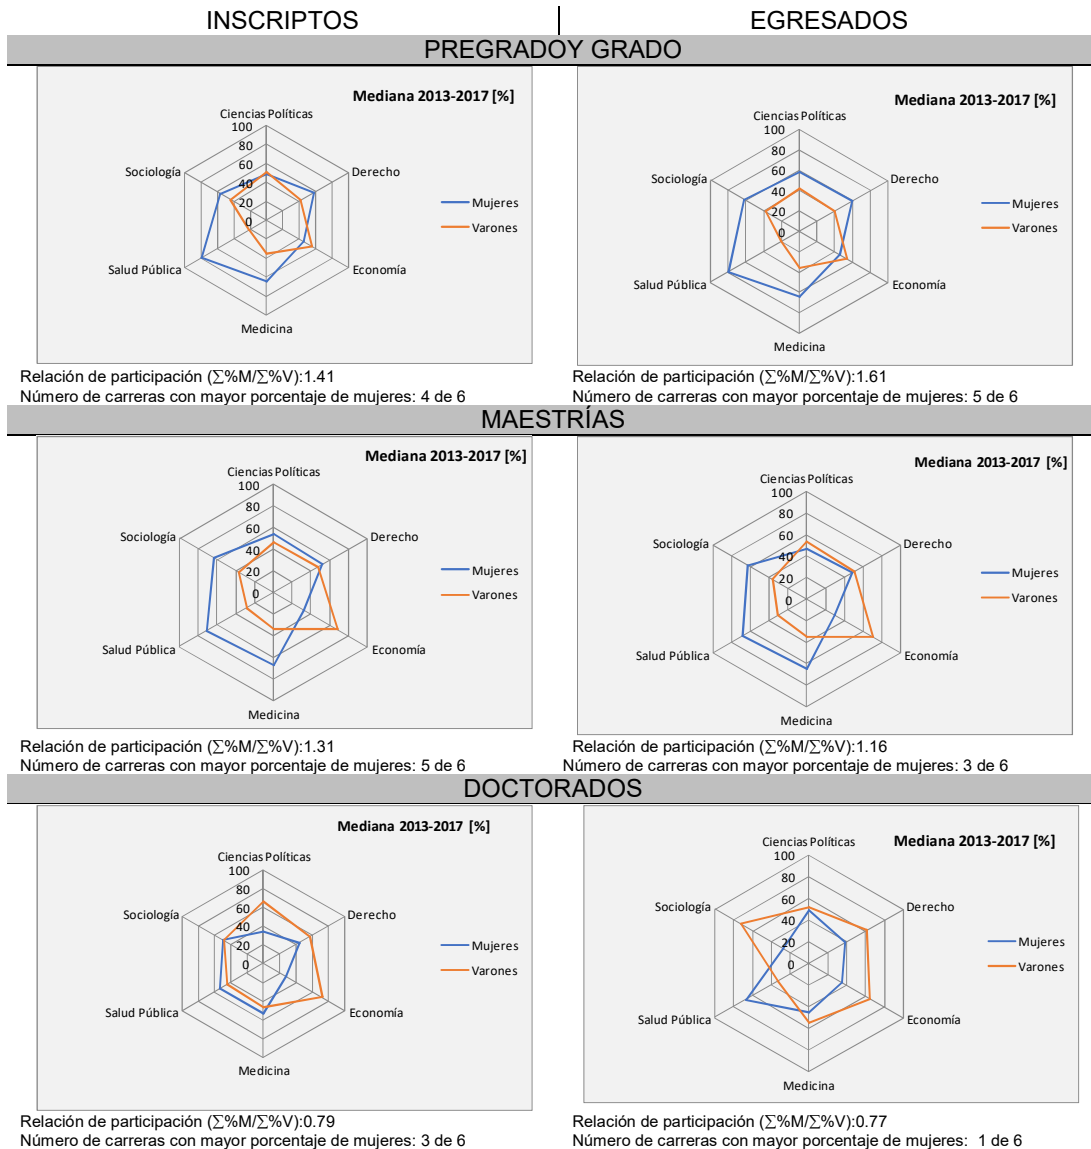 INSCRIPTOS
EGRESADOS
PREGRADOY GRADO
Mediana 2013-2017 [%]
Ciencias Políticas
100
80
60
40
20
0
Derecho
Economía
Medicina
Salud Pública
Sociología
Mujeres
Varones
Relación de participación (∑%M/∑%V):1.41
Número de carreras con mayor porcentaje de mujeres: 4 de 6
Mediana 2013-2017 [%]
Ciencias Políticas
100
80
60
40
20
0
Derecho
Economía
Medicina
Salud Pública
Sociología
Mujeres
Varones
Relación de participación (∑%M/∑%V):1.61
Número de carreras con mayor porcentaje de mujeres: 5 de 6
MAESTRÍAS
Mediana 2013-2017 [%]
Ciencias Políticas
100
80
60
40
20
0
Derecho
Economía
Medicina
Salud Pública
Sociología
Mujeres
Varones
Relación de participación (∑%M/∑%V):1.31
Número de carreras con mayor porcentaje de mujeres: 5 de 6
Mediana 2013-2017 [%]
Ciencias Políticas
100
80
60
40
20
0
Derecho
Economía
Medicina
Salud Pública
Sociología
Mujeres
Varones
Relación de participación (∑%M/∑%V):1.16
Número de carreras con mayor porcentaje de mujeres: 3 de 6
DOCTORADOS
Mediana 2013-2017 [%]
Ciencias Políticas
100
80
60
40
20
0
Derecho
Economía
Medicina
Salud Pública
Sociología
Mujeres
Varones
Relación de participación (∑%M/∑%V):0.79
Número de carreras con mayor porcentaje de mujeres: 3 de 6
Mediana 2013-2017 [%]
Ciencias Políticas
100
80
60
40
20
0
Derecho
Economía
Medicina
Salud Pública
Sociología
Mujeres
Varones
Relación de participación (∑%M/∑%V):0.77
Número de carreras con mayor porcentaje de mujeres: 1 de 6